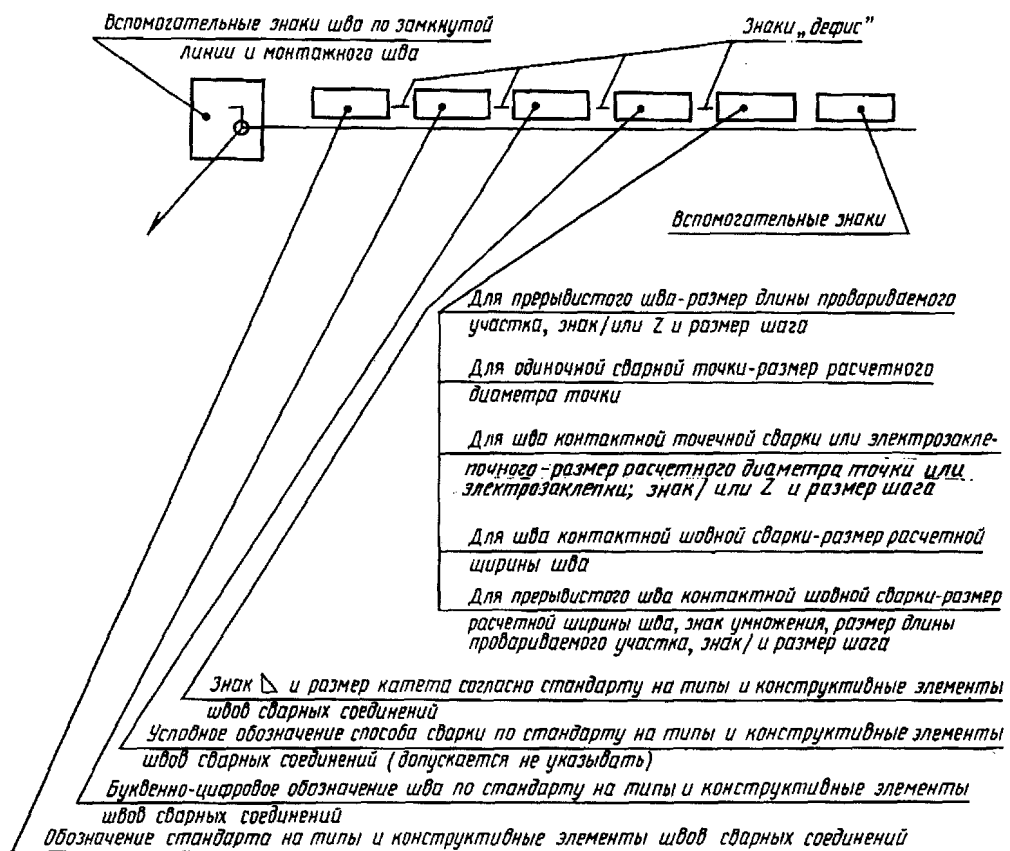 Вспомогательные знаки шва по замкнутой
линии и монтажного шва
Знаки „дефис”
Вспомогательные знаки
Для прерывистого шва-размер длины провариваемого
участка, знак/или Z и размер шага
Для одиночной сварной точки-размер расчетного
диаметра точки
Для шва контактной точечной сварки или электрозакле-
почного-размер расчетного диаметра точки или
электрозаклепки; знак/ или Z и размер шага
Для шва контактной шовной сварки-размер расчетной
ширины шва
Для прерывистого шва контактной шовной сварки-размер
расчетной ширины шва, знак умножения, размер длины
провариваемого участка, знак/ и размер шага
Знак и размер катета согласно стандарту на типы и конструктивные элементы
швов сварных соединений
Условное обозначение способа сварки по стандарту на типы и конструктивные элементы
швов сварных соединений (допускается не указывать)
Буквенно-цифровое обозначение шва по стандарту на типы и конструктивные элементы
швов сварных соединений
Обозначение стандарта на типы и конструктивные элементы швов сварных соединений